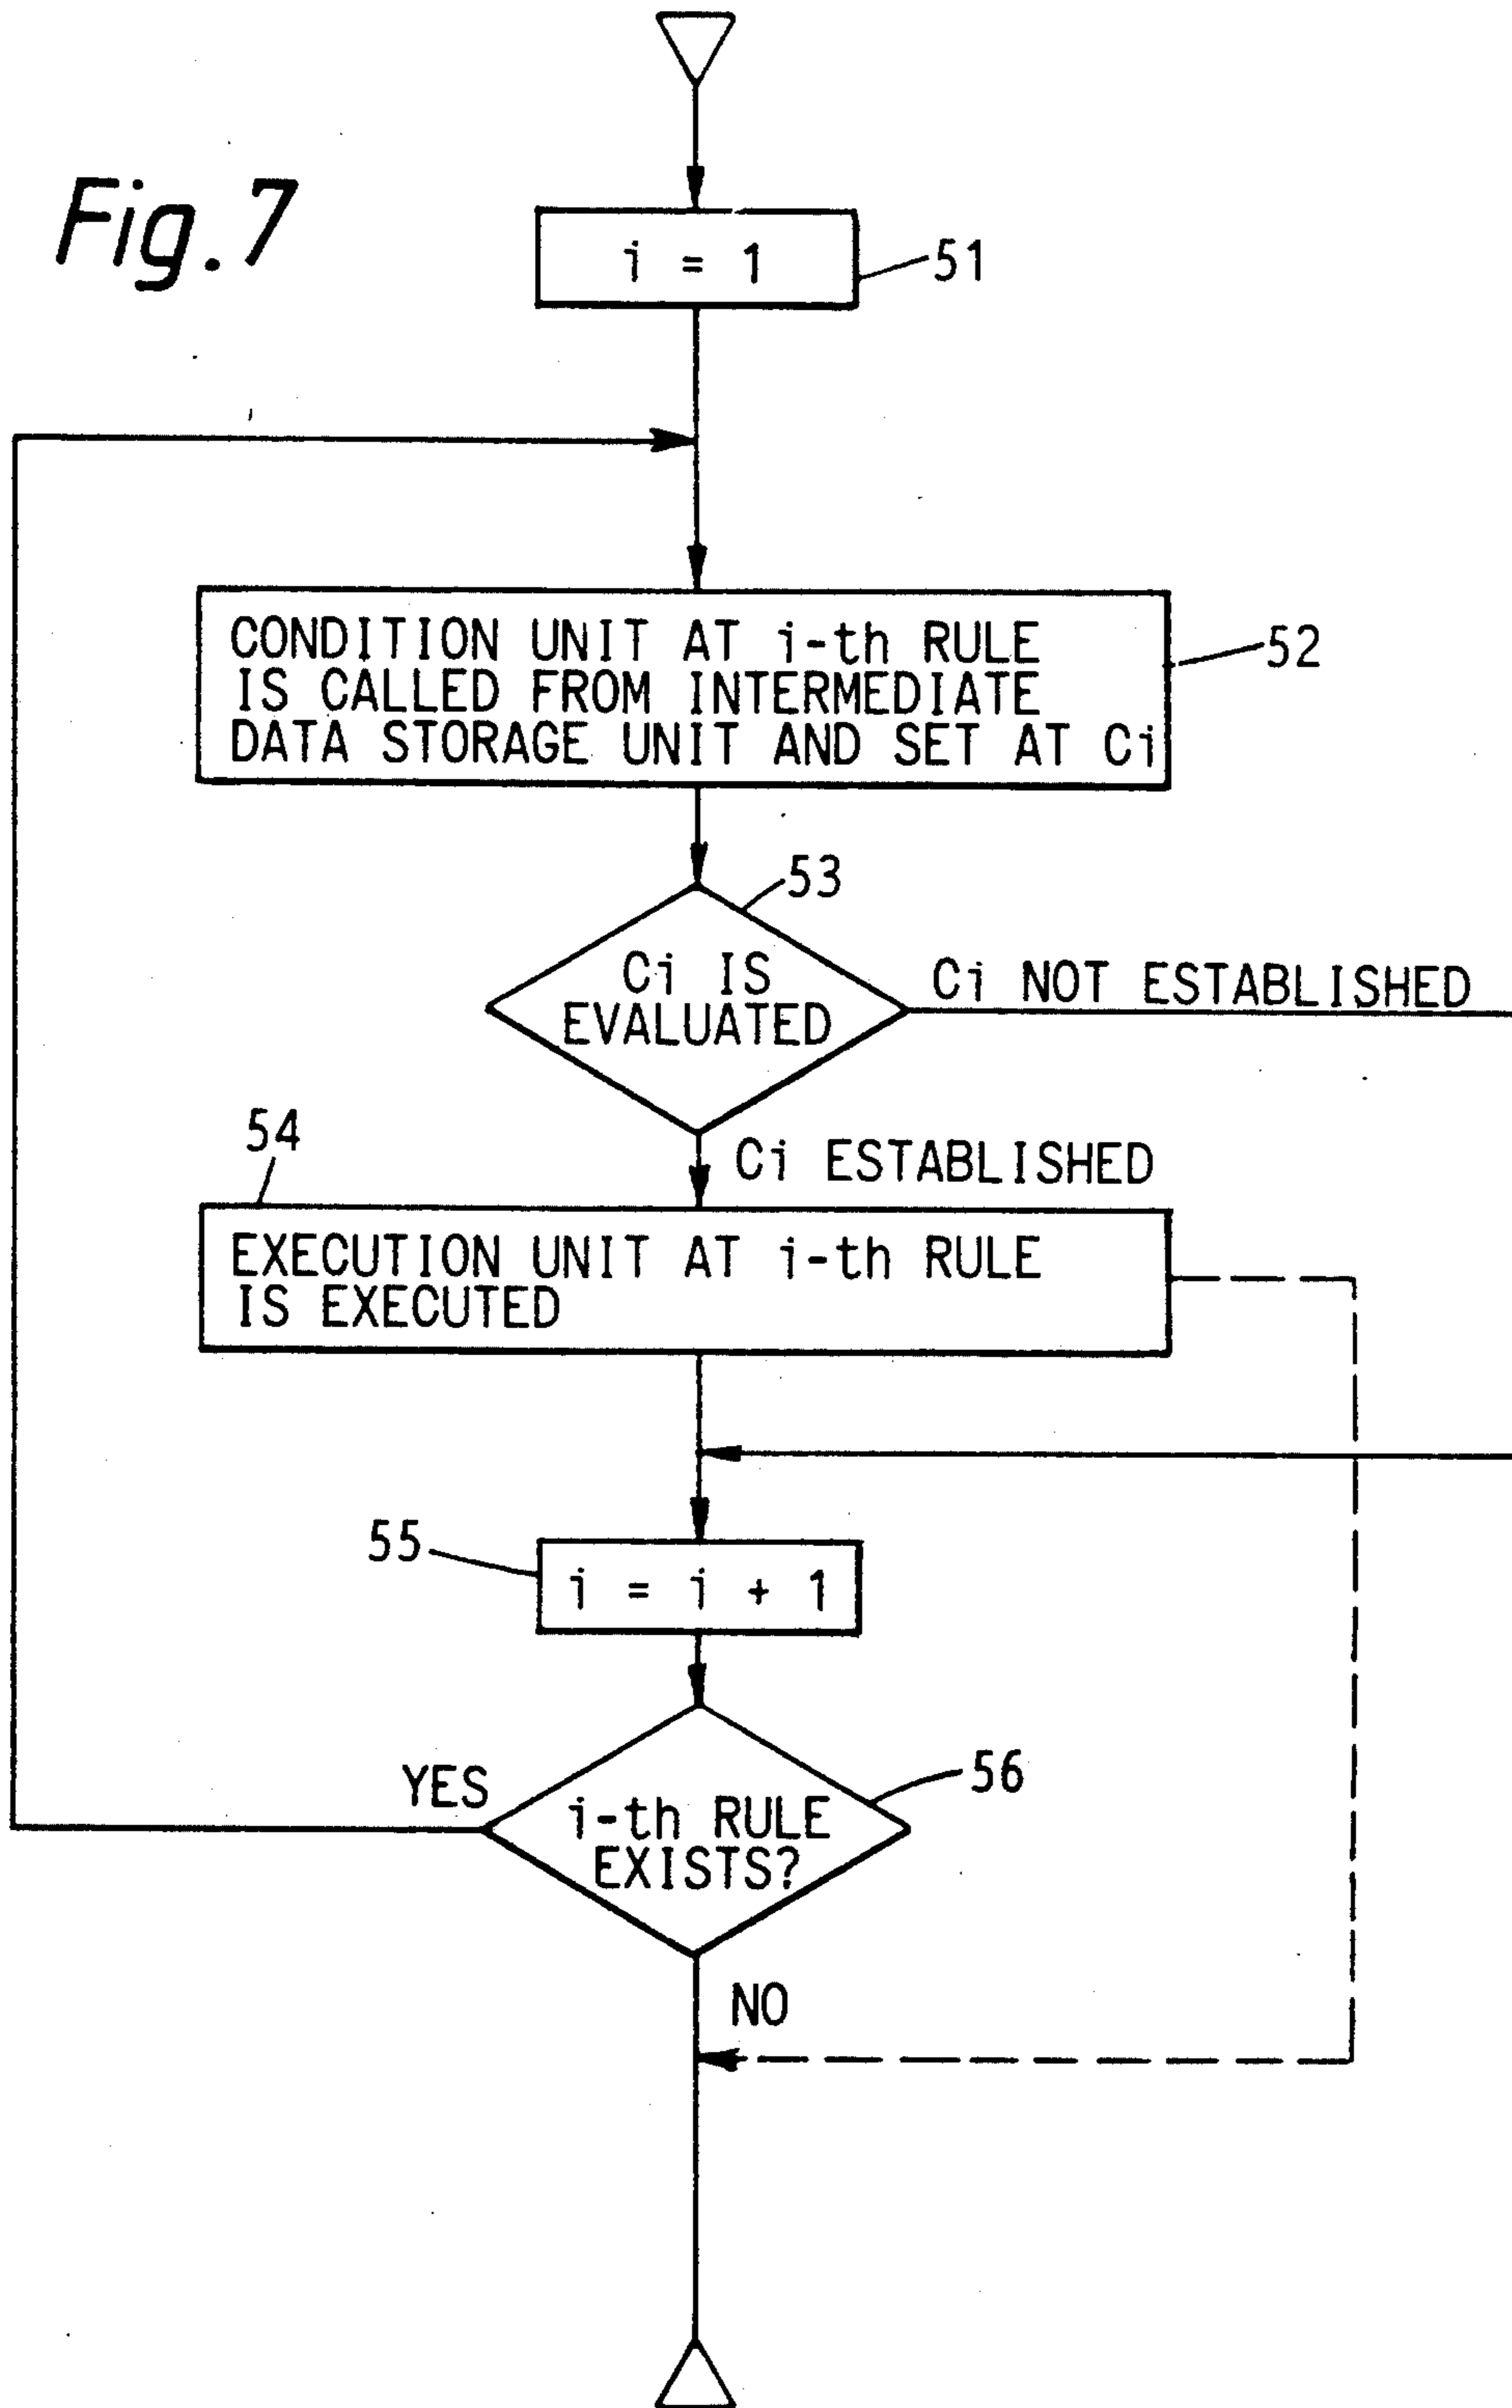 Fig. 7
i = 1
51
CONDITION UNIT AT i-th RULE
IS CALLED FROM INTERMEDIATE
DATA STORAGE UNIT AND SET AT Ci
52
53
Ci IS
EVALUATED
Ci NOT ESTABLISHED
Ci ESTABLISHED
54
EXECUTION UNIT AT i-th RULE
IS EXECUTED
55
i = i + 1
56
YES
i-th RULE
EXISTS?
NO